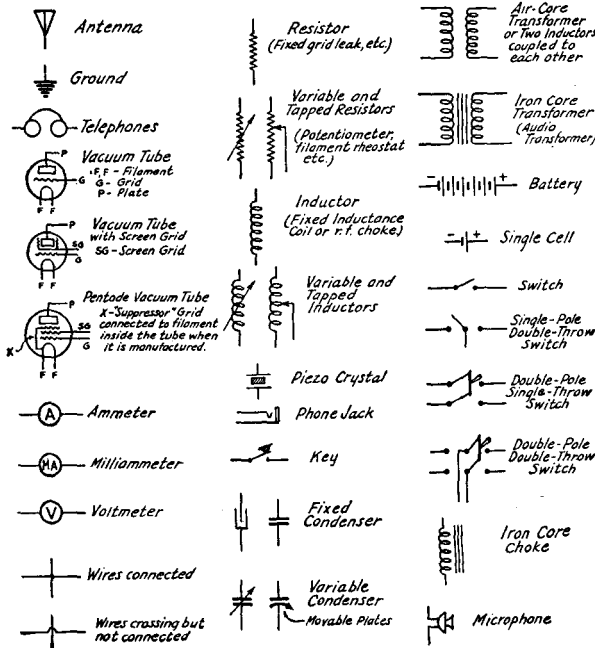 Antenna
Ground
Telephones
P
Vacuum Tube
F,F - Filament
G - Grid
P - Plate
G
F F
P
Vacuum Tube
with Screen Grid
SG - Screen Grid
SG
G
F F
Pentode Vacuum Tube
P
X-"Suppressor" Grid
connected to filament
inside the tube when
it is manufactured.
SG
G
X
F F
A
Ammeter
MA
Milliammeter
V
Voltmeter
Wires connected
Wires crossing but
not connected
Resistor
(Fixed grid leak, etc.)
Variable and
Tapped Resistors
(Potentiometer,
filament rheostat
etc.)
Inductor
(Fixed Inductance
Coil or r.f. choke)
Variable and
Tapped
Inductors
Piezo Crystal
Phone Jack
Key
Fixed
Condenser
Variable
Condenser
Movable Plates
Air-Core
Transformer
or Two Inductors
coupled to
each other
Iron Core
Transformer
(Audio
Transformer)
- +
Battery
- +
Single Cell
Switch
Single-Pole
Double-Throw
Switch
Double-Pole
Single-Throw
Switch
Double-Pole
Double-Throw
Switch
Iron Core
Choke
Microphone